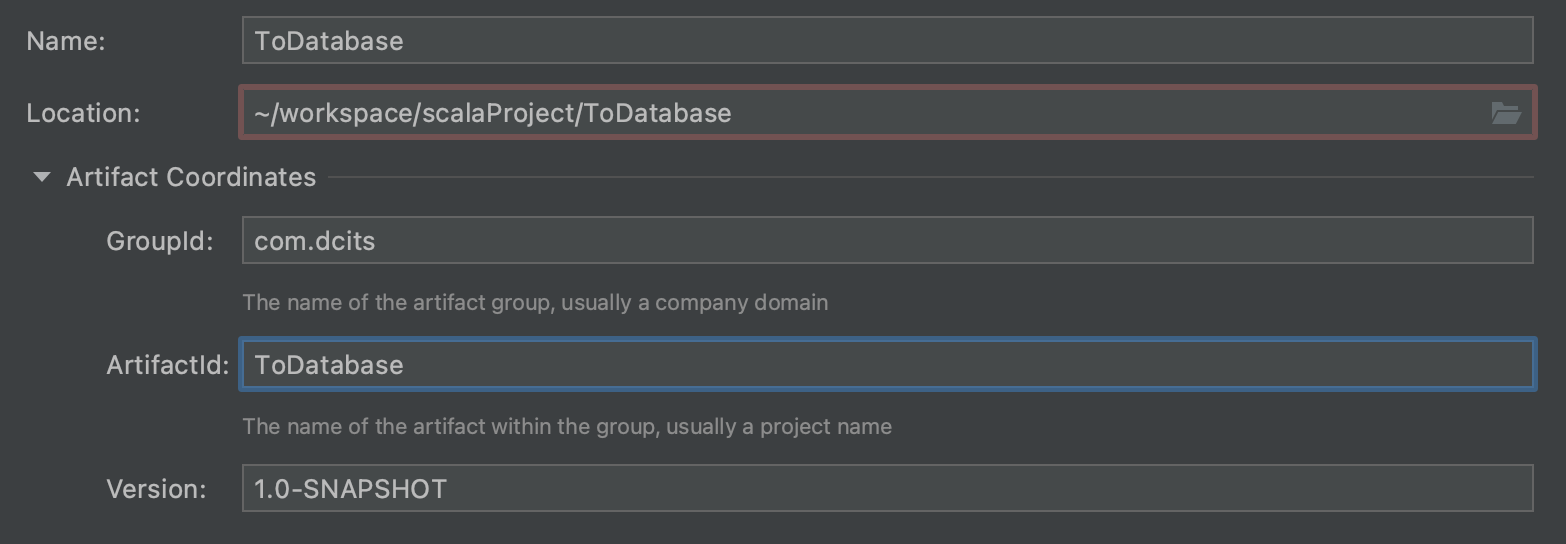 Name: ToDatabase
Location: ~/workspace/scalaProject/ToDatabase
Artifact Coordinates
GroupId: com.dcits
The name of the artifact group, usually a company domain
ArtifactId: ToDatabase
The name of the artifact within the group, usually a project name
Version: 1.0-SNAPSHOT